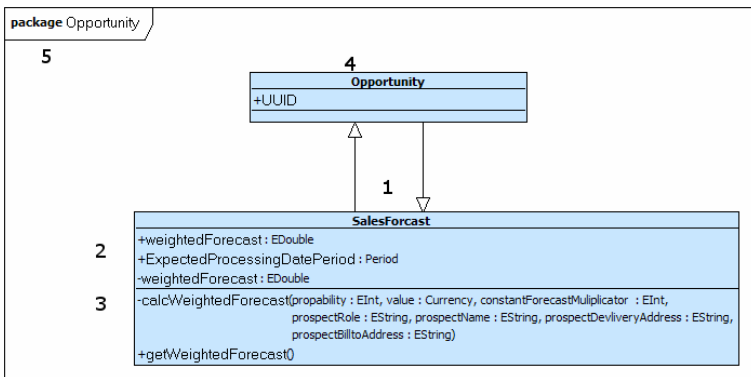 package Opportunity
5
4
Opportunity
+UUID
1
SalesForcast
2
+weightedForecast : EDouble
+ExpectedProcessingDatePeriod : Period
-weightedForecast : EDouble
3
-calcWeightedForecast(propability : EInt, value : Currency, constantForecastMuliplicator : EInt,
prospectRole : EString, prospectName : EString, prospectDevliveryAddress : EString,
prospectBilltoAddress : EString)
+getWeightedForecast()